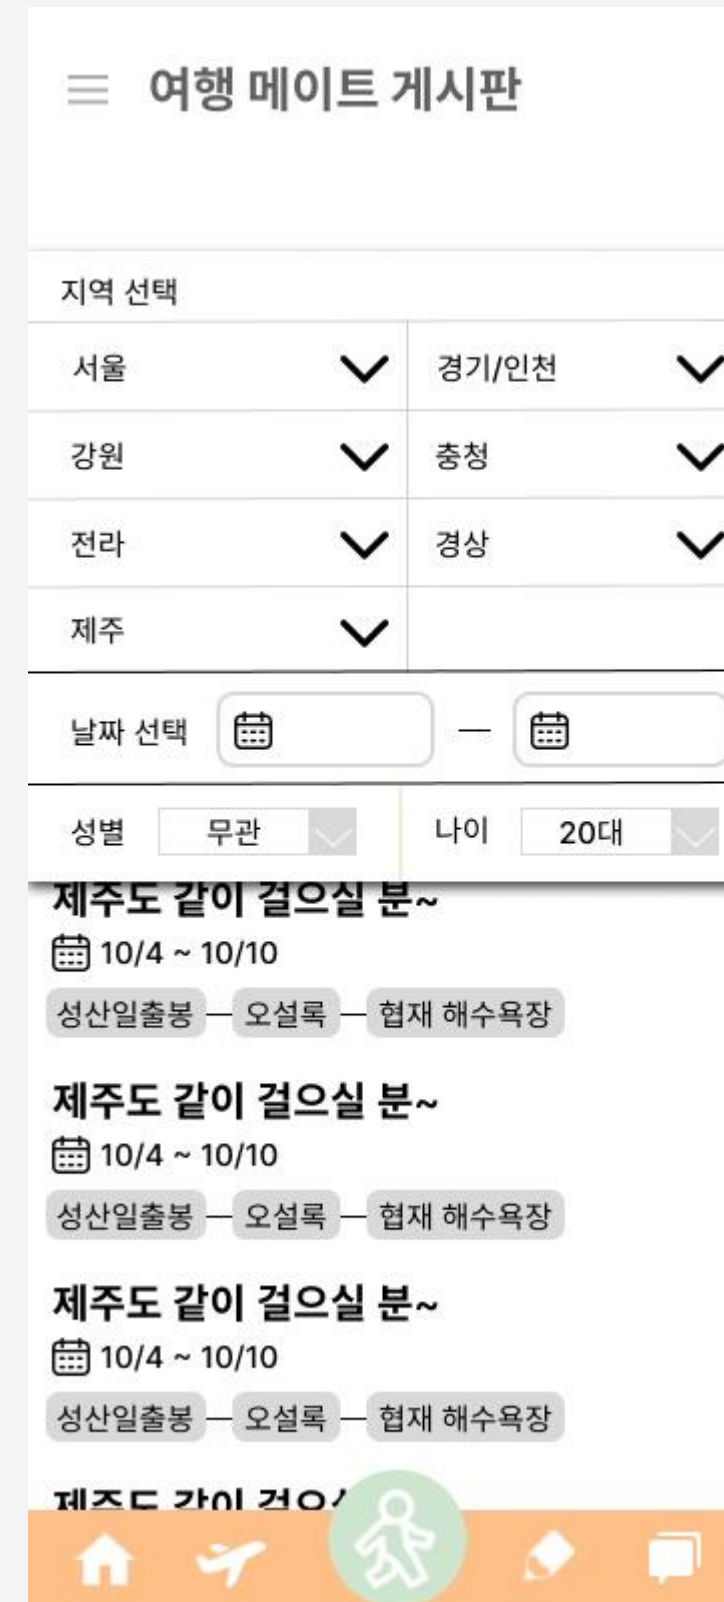 여행 메이트 게시판
지역 선택
서울 경기/인천
강원 충청
전라 경상
제주
날짜 선택 —
성별 무관 나이 20대
제주도 같이 걸으실 분~
10/4 ~ 10/10
성산일출봉 — 오설록 — 협재 해수욕장
제주도 같이 걸으실 분~
10/4 ~ 10/10
성산일출봉 — 오설록 — 협재 해수욕장
제주도 같이 걸으실 분~
10/4 ~ 10/10
성산일출봉 — 오설록 — 협재 해수욕장
제주도 같이